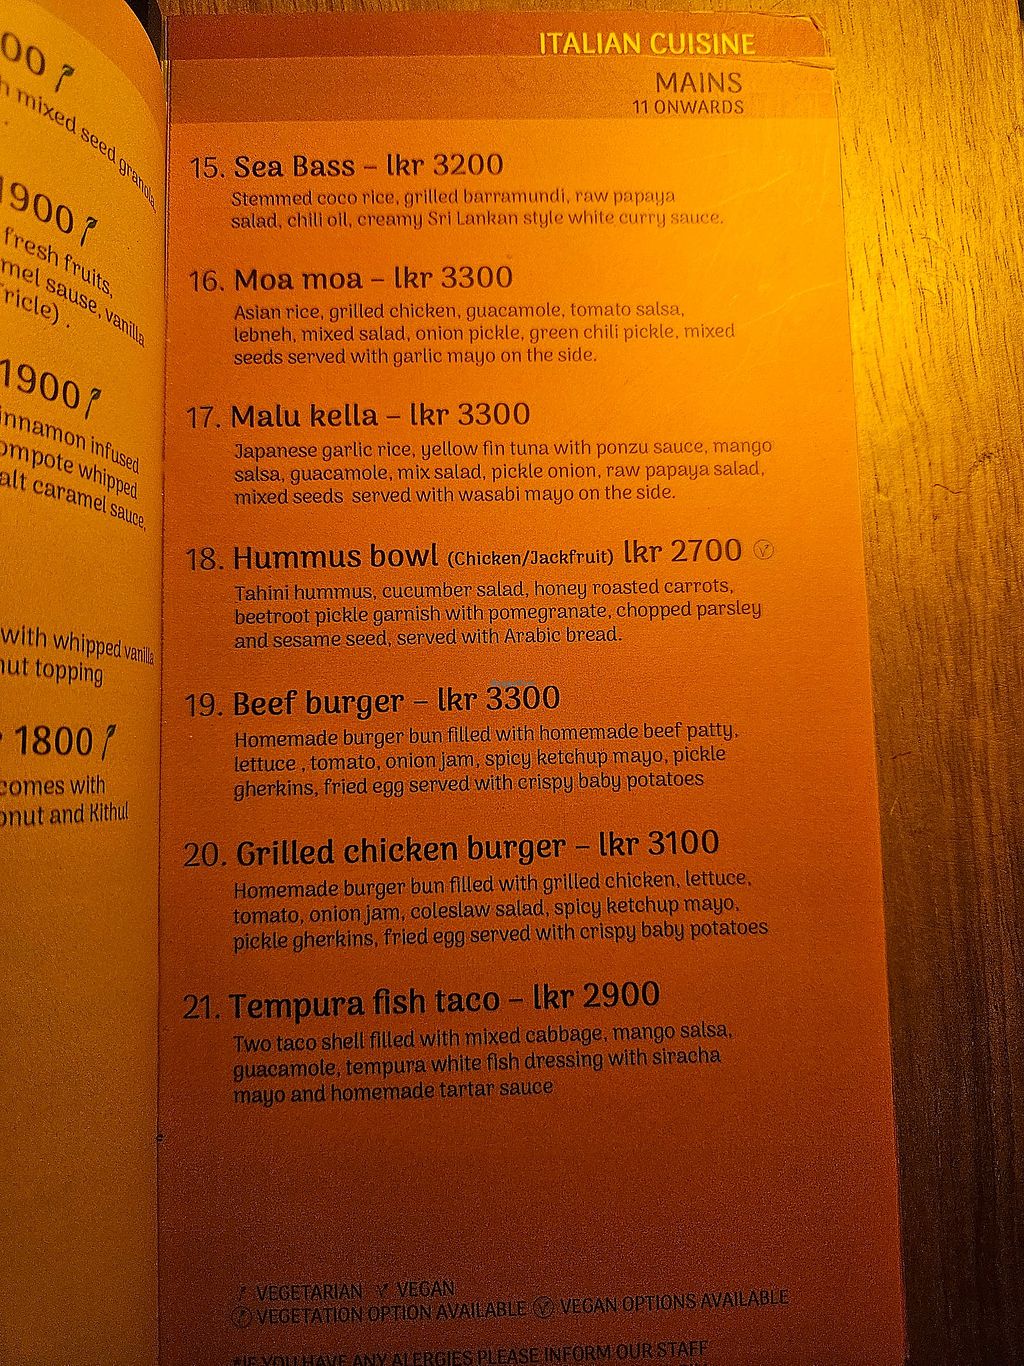 00
mixed seed granola
1900
fresh fruits,
mel sause, vanilla
ricle) .
1900
innamon infused
ompote whipped
alt caramel sauce,
with whipped vanilla
nut topping
1800
comes with
onut and Kithul
ITALIAN CUISINE
MAINS
11 ONWARDS
15. Sea Bass – lkr 3200
Stemmed coco rice, grilled barramundi, raw papaya
salad, chili oil, creamy Sri Lankan style white curry sauce.
16. Moa moa – lkr 3300
Asian rice, grilled chicken, guacamole, tomato salsa,
lebneh, mixed salad, onion pickle, green chili pickle, mixed
seeds served with garlic mayo on the side.
17. Malu kella – lkr 3300
Japanese garlic rice, yellow fin tuna with ponzu sauce, mango
salsa, guacamole, mix salad, pickle onion, raw papaya salad,
mixed seeds served with wasabi mayo on the side.
18. Hummus bowl (Chicken/Jackfruit) lkr 2700
Tahini hummus, cucumber salad, honey roasted carrots,
beetroot pickle garnish with pomegranate, chopped parsley
and sesame seed, served with Arabic bread.
19. Beef burger – lkr 3300
Homemade burger bun filled with homemade beef patty,
lettuce , tomato, onion jam, spicy ketchup mayo, pickle
gherkins, fried egg served with crispy baby potatoes
20. Grilled chicken burger – lkr 3100
Homemade burger bun filled with grilled chicken, lettuce,
tomato, onion jam, coleslaw salad, spicy ketchup mayo,
pickle gherkins, fried egg served with crispy baby potatoes
21. Tempura fish taco – lkr 2900
Two taco shell filled with mixed cabbage, mango salsa,
guacamole, tempura white fish dressing with siracha
mayo and homemade tartar sauce
VEGETARIAN VEGAN
VEGETATION OPTION AVAILABLE VEGAN OPTIONS AVAILABLE
*IF YOU HAVE ANY ALERGIES PLEASE INFORM OUR STAFF